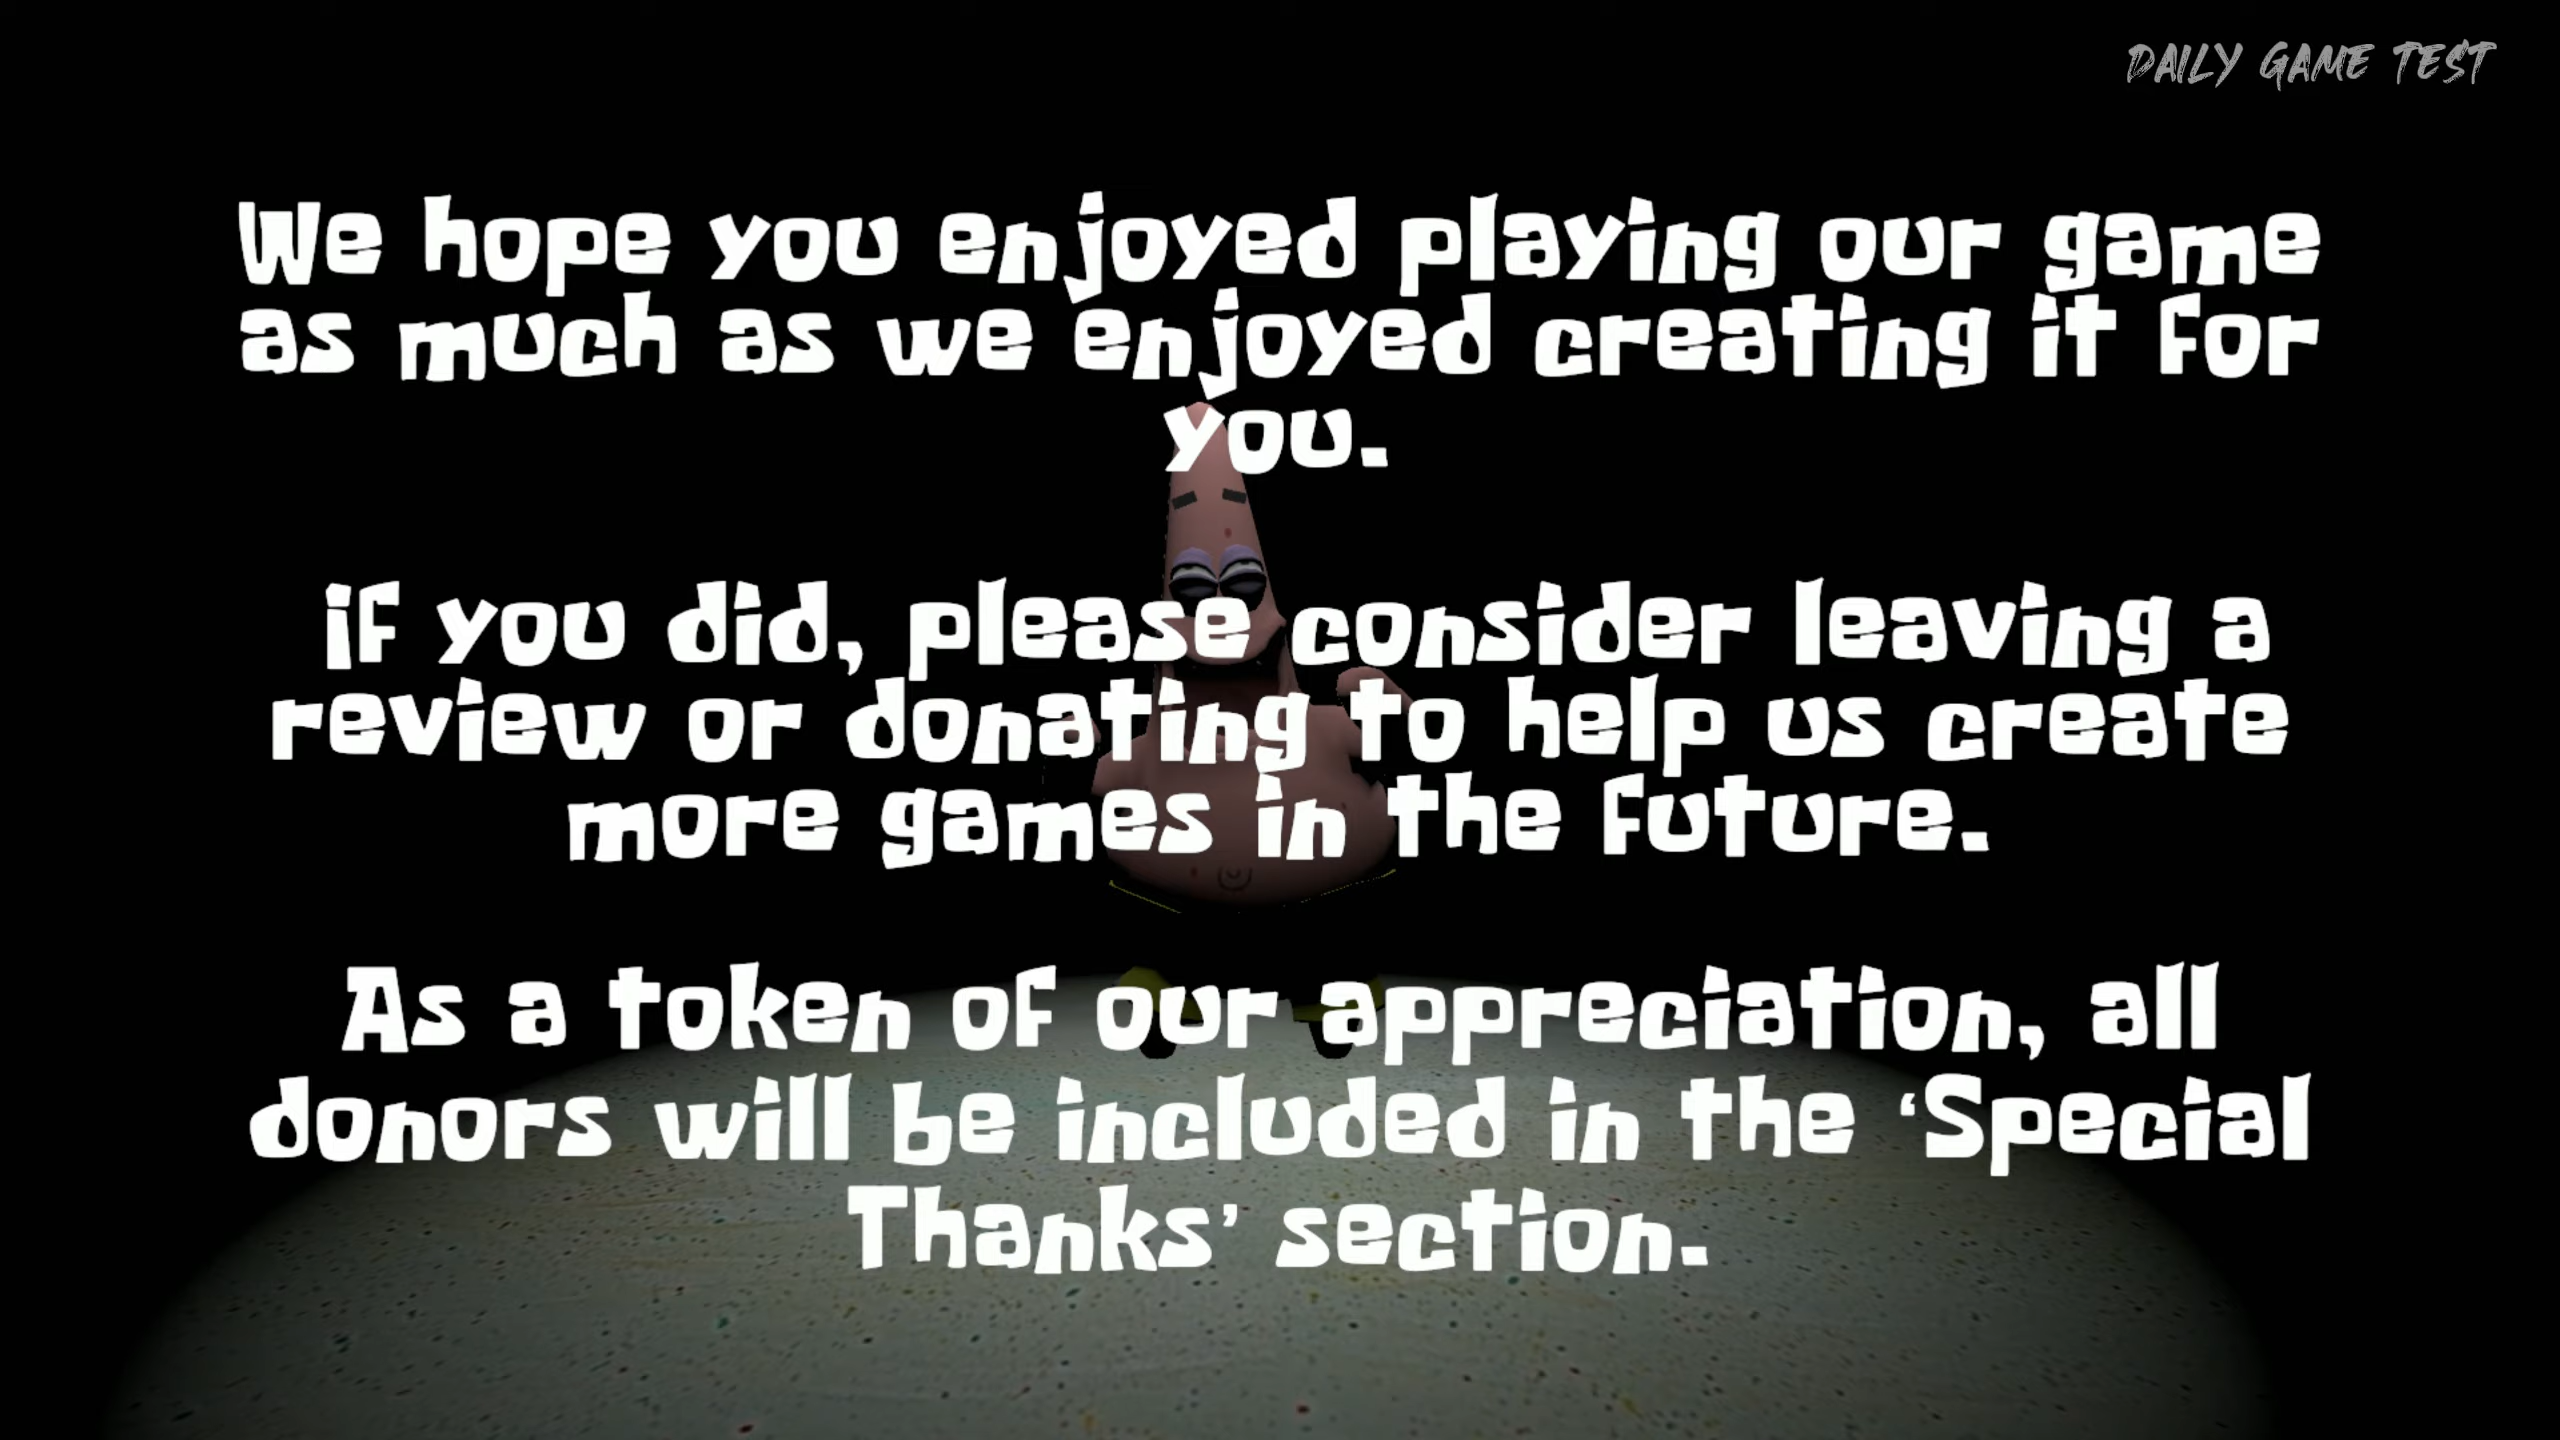 DAILY GAME TEST
We hope you enjoyed playing our game
as much as we enjoyed creating it for
you.
if you did, please consider leaving a
review or donating to help us create
more games in the future.
As a token of our appreciation, all
donors will be included in the ‘Special
Thanks’ section.